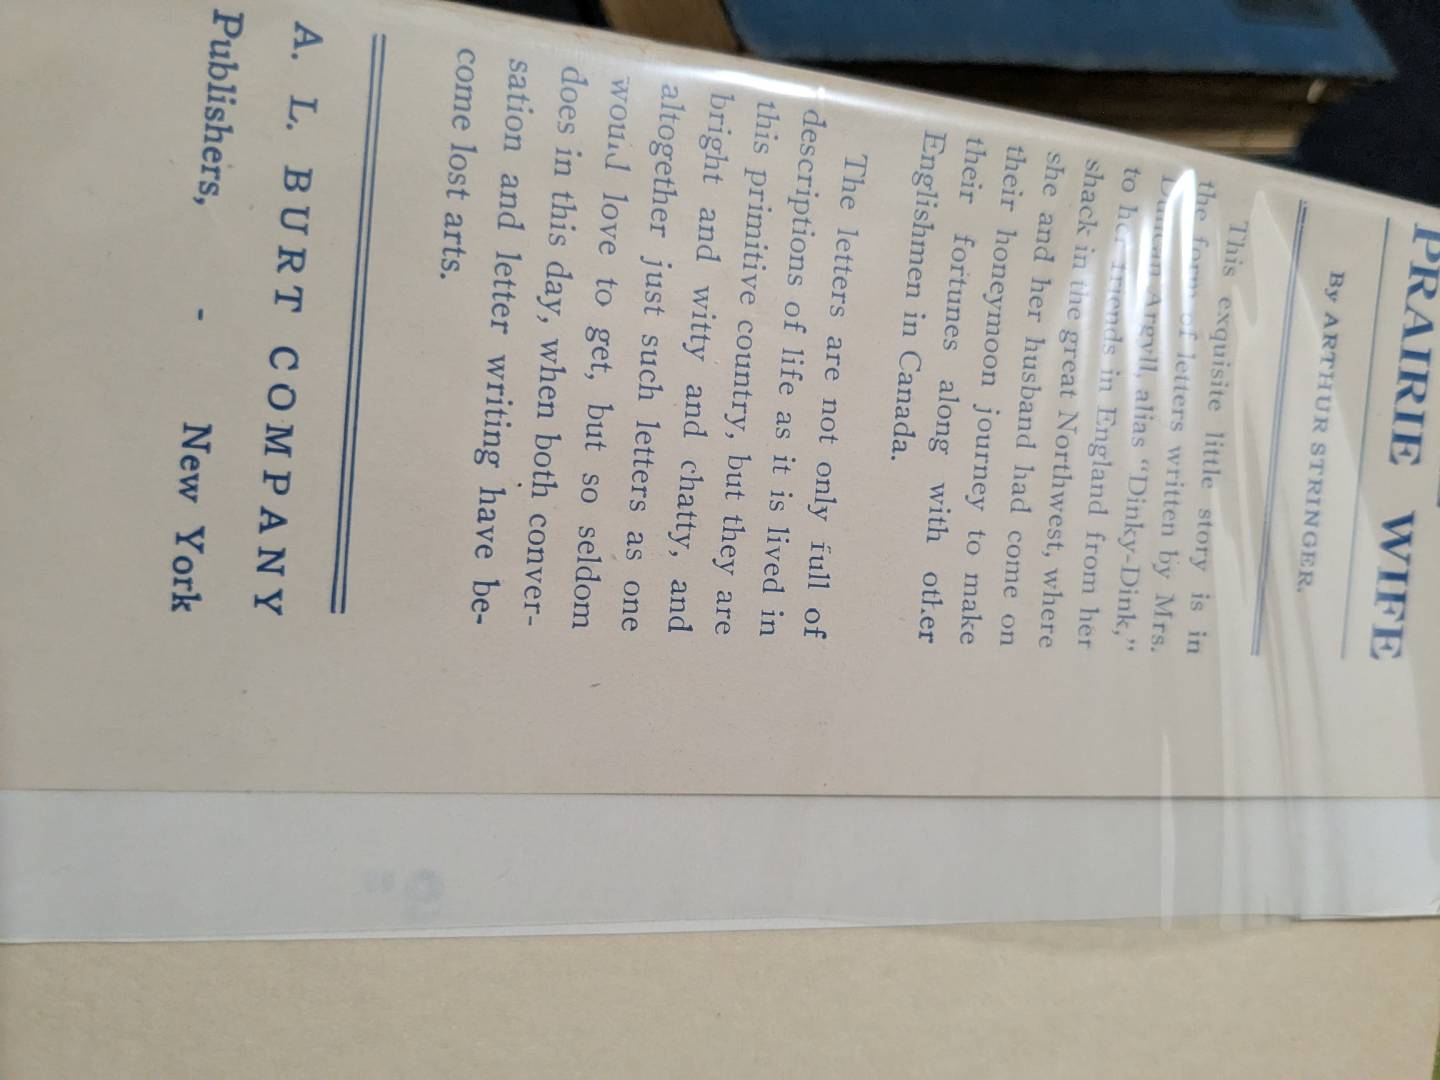 PRAIRIE WIFE
By ARTHUR STRINGER.
This exquisite little story is in
the form of letters written by Mrs.
Duncan Argyll, alias “Dinky-Dink,”
to her friends in England from her
shack in the great Northwest, where
she and her husband had come on
their honeymoon journey to make
their fortunes along with other
Englishmen in Canada.
The letters are not only full of
descriptions of life as it is lived in
this primitive country, but they are
bright and witty and chatty, and
altogether just such letters as one
would love to get, but so seldom
does in this day, when both conver-
sation and letter writing have be-
come lost arts.
A. L. BURT COMPANY
Publishers, - New York